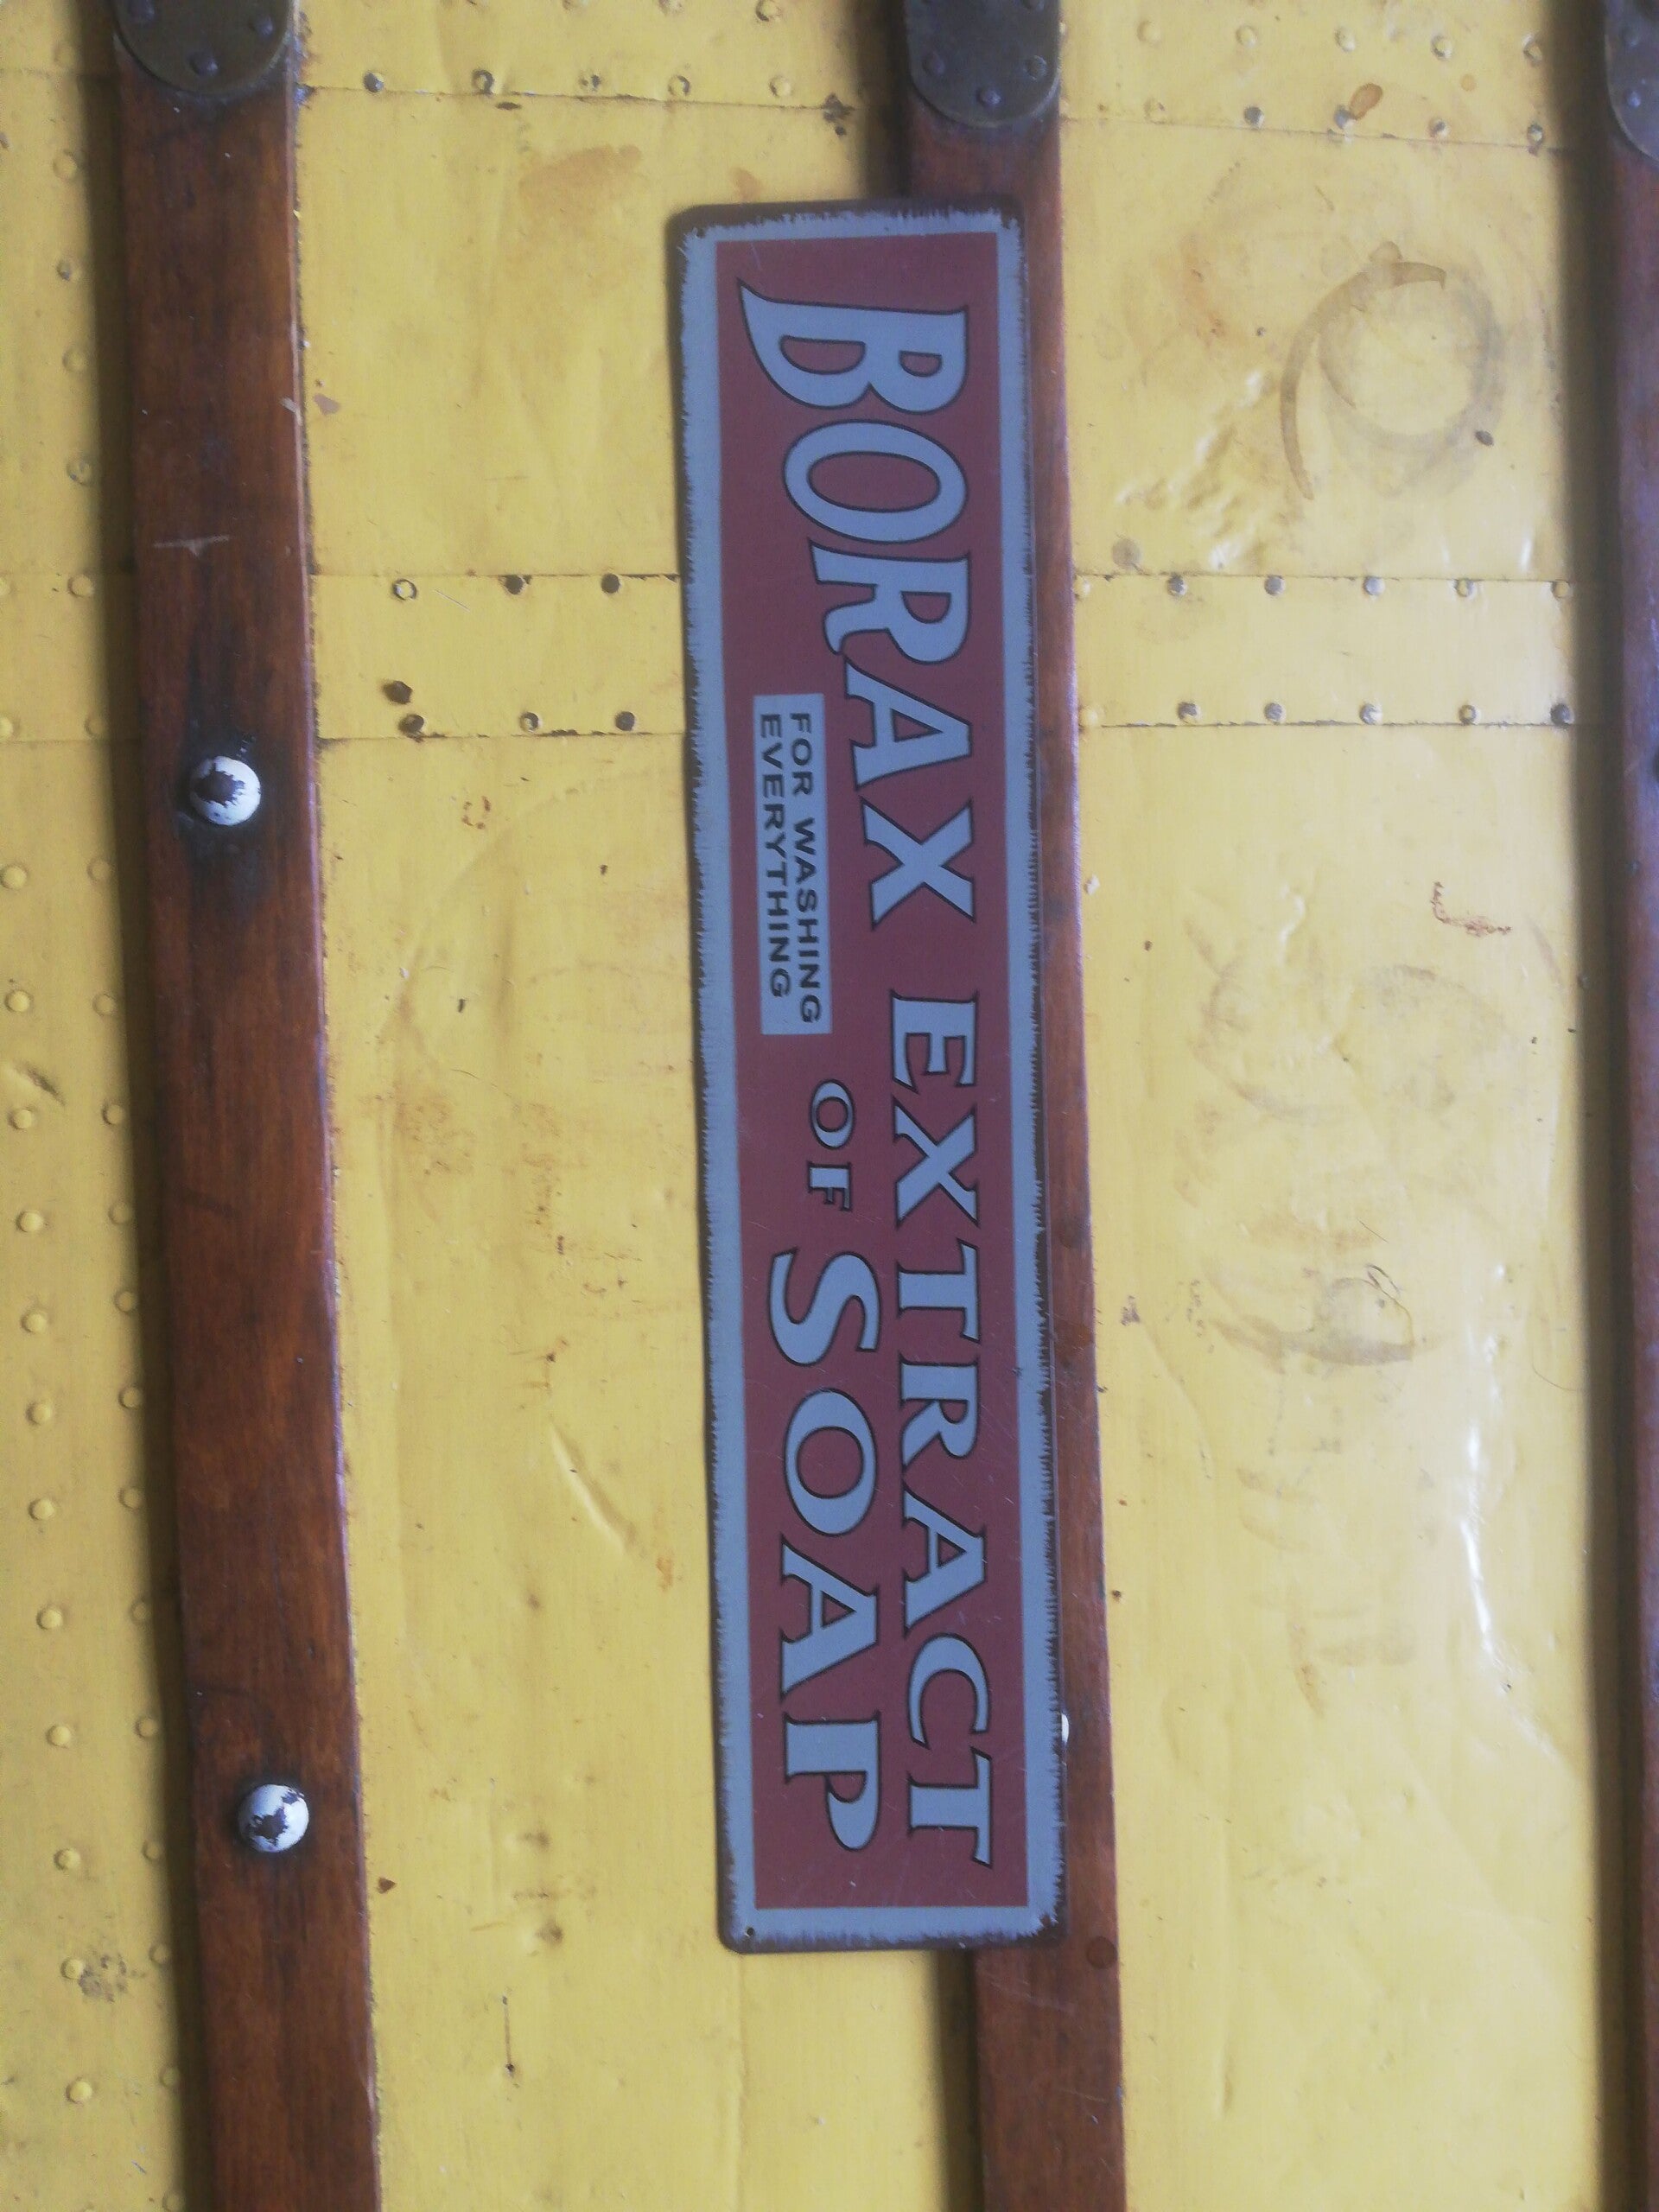 BORAX EXTRACT
FOR WASHING
EVERYTHING
OF SOAP